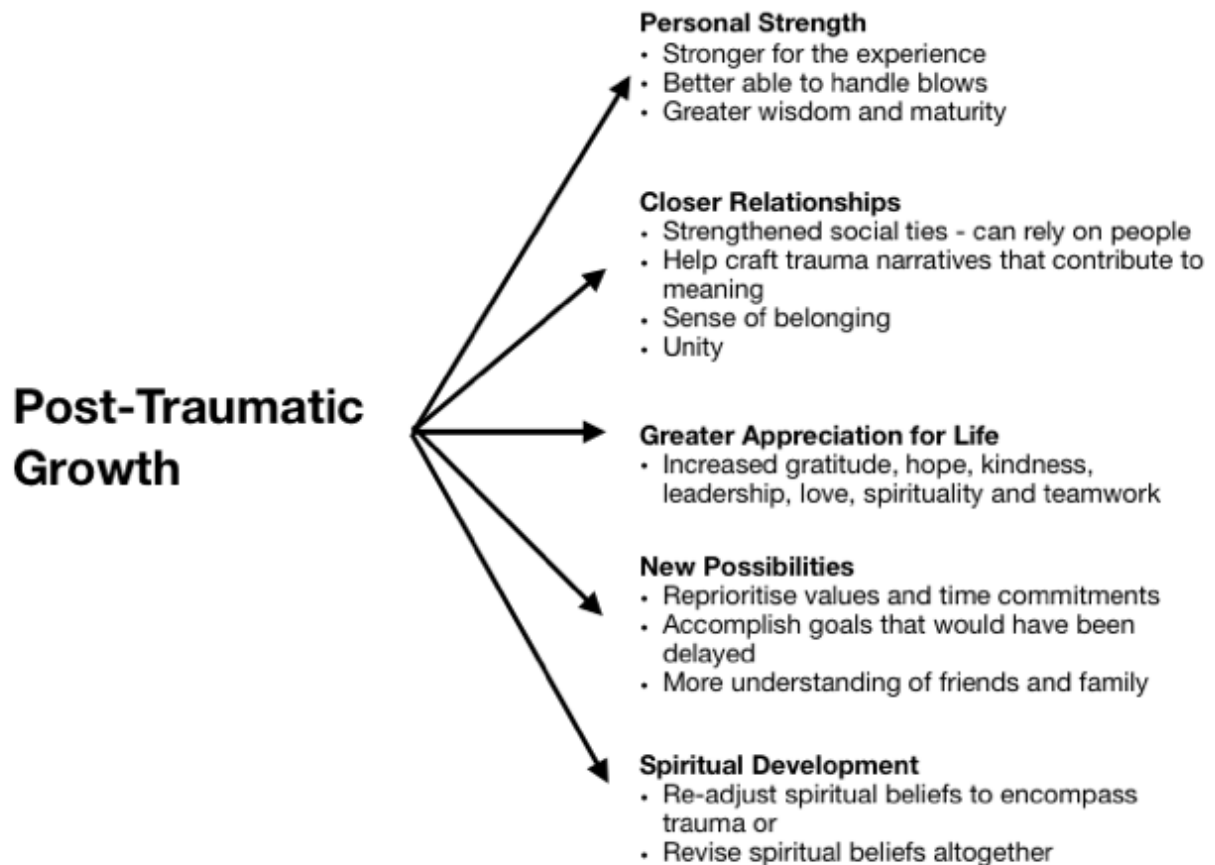 Post-Traumatic
Growth
Personal Strength
• Stronger for the experience
• Better able to handle blows
• Greater wisdom and maturity
Closer Relationships
• Strengthened social ties - can rely on people
• Help craft trauma narratives that contribute to
meaning
• Sense of belonging
• Unity
Greater Appreciation for Life
• Increased gratitude, hope, kindness,
leadership, love, spirituality and teamwork
New Possibilities
• Reprioritise values and time commitments
• Accomplish goals that would have been
delayed
• More understanding of friends and family
Spiritual Development
• Re-adjust spiritual beliefs to encompass
trauma or
• Revise spiritual beliefs altogether